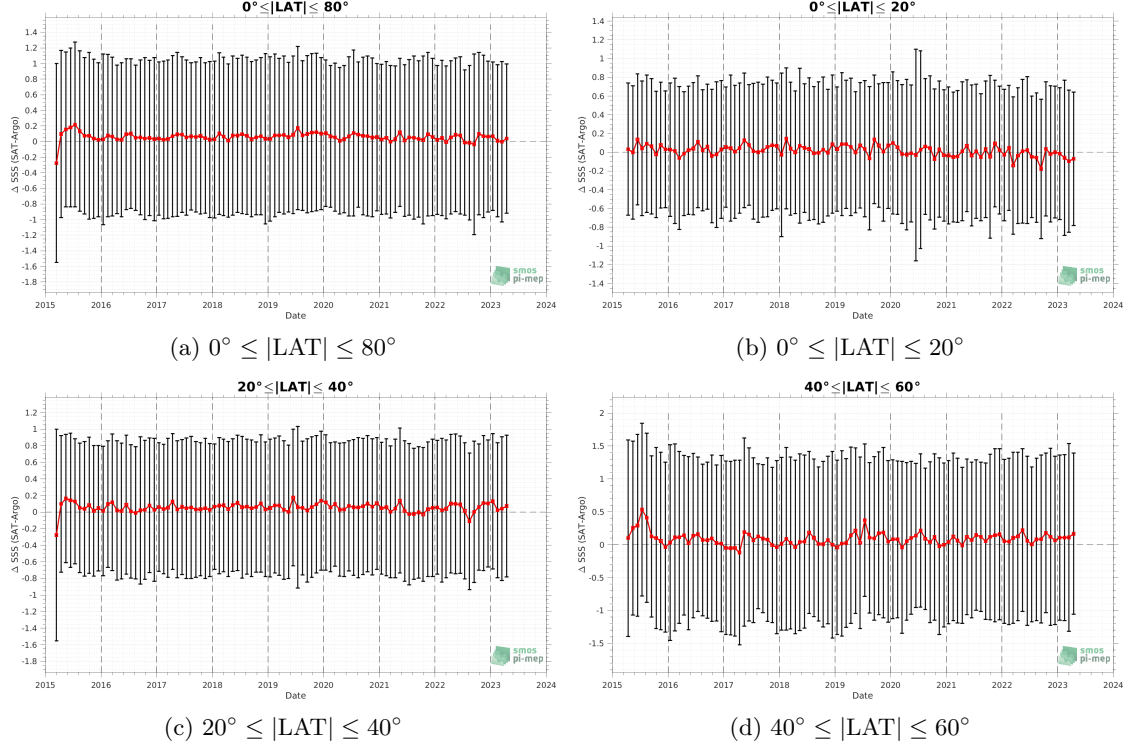 0°≤|LAT|≤ 80°
1.4
1.2
1
0.8
0.6
0.4
0.2
0
-0.2
-0.4
-0.6
-0.8
-1
-1.2
-1.4
-1.6
-1.8
Δ SSS (SAT-Argo)
smos
pi-mep
2015 2016 2017 2018 2019 2020 2021 2022 2023 2024
Date
(a) 0° ≤ |LAT| ≤ 80°
0°≤|LAT|≤ 20°
1.4
1.2
1
0.8
0.6
0.4
0.2
0
-0.2
-0.4
-0.6
-0.8
-1
-1.2
-1.4
Δ SSS (SAT-Argo)
smos
pi-mep
2015 2016 2017 2018 2019 2020 2021 2022 2023 2024
Date
(b) 0° ≤ |LAT| ≤ 20°
20°≤|LAT|≤ 40°
1.2
1
0.8
0.6
0.4
0.2
0
-0.2
-0.4
-0.6
-0.8
-1
-1.2
-1.4
-1.6
-1.8
Δ SSS (SAT-Argo)
smos
pi-mep
2015 2016 2017 2018 2019 2020 2021 2022 2023 2024
Date
(c) 20° ≤ |LAT| ≤ 40°
40°≤|LAT|≤ 60°
2
1.5
1
0.5
0
-0.5
-1
-1.5
Δ SSS (SAT-Argo)
smos
pi-mep
2015 2016 2017 2018 2019 2020 2021 2022 2023 2024
Date
(d) 40° ≤ |LAT| ≤ 60°